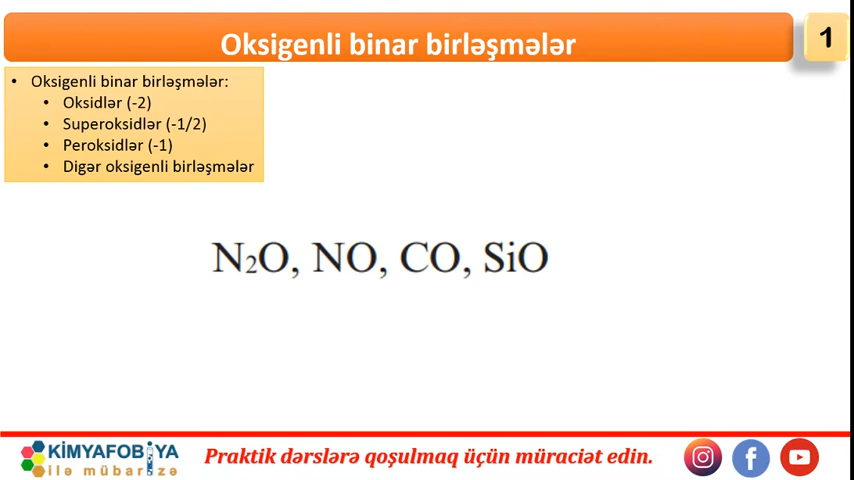 Oksigenli binar birləşmələr
1
• Oksigenli binar birləşmələr:
• Oksidlər (-2)
• Superoksidlər (-1/2)
• Peroksidlər (-1)
• Digər oksigenli birləşmələr
N₂O, NO, CO, SiO
KİMYAFOBİYA
ilə mübarizə
Praktik dərslərə qoşulmaq üçün müraciət edin.